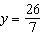 y = 26/7